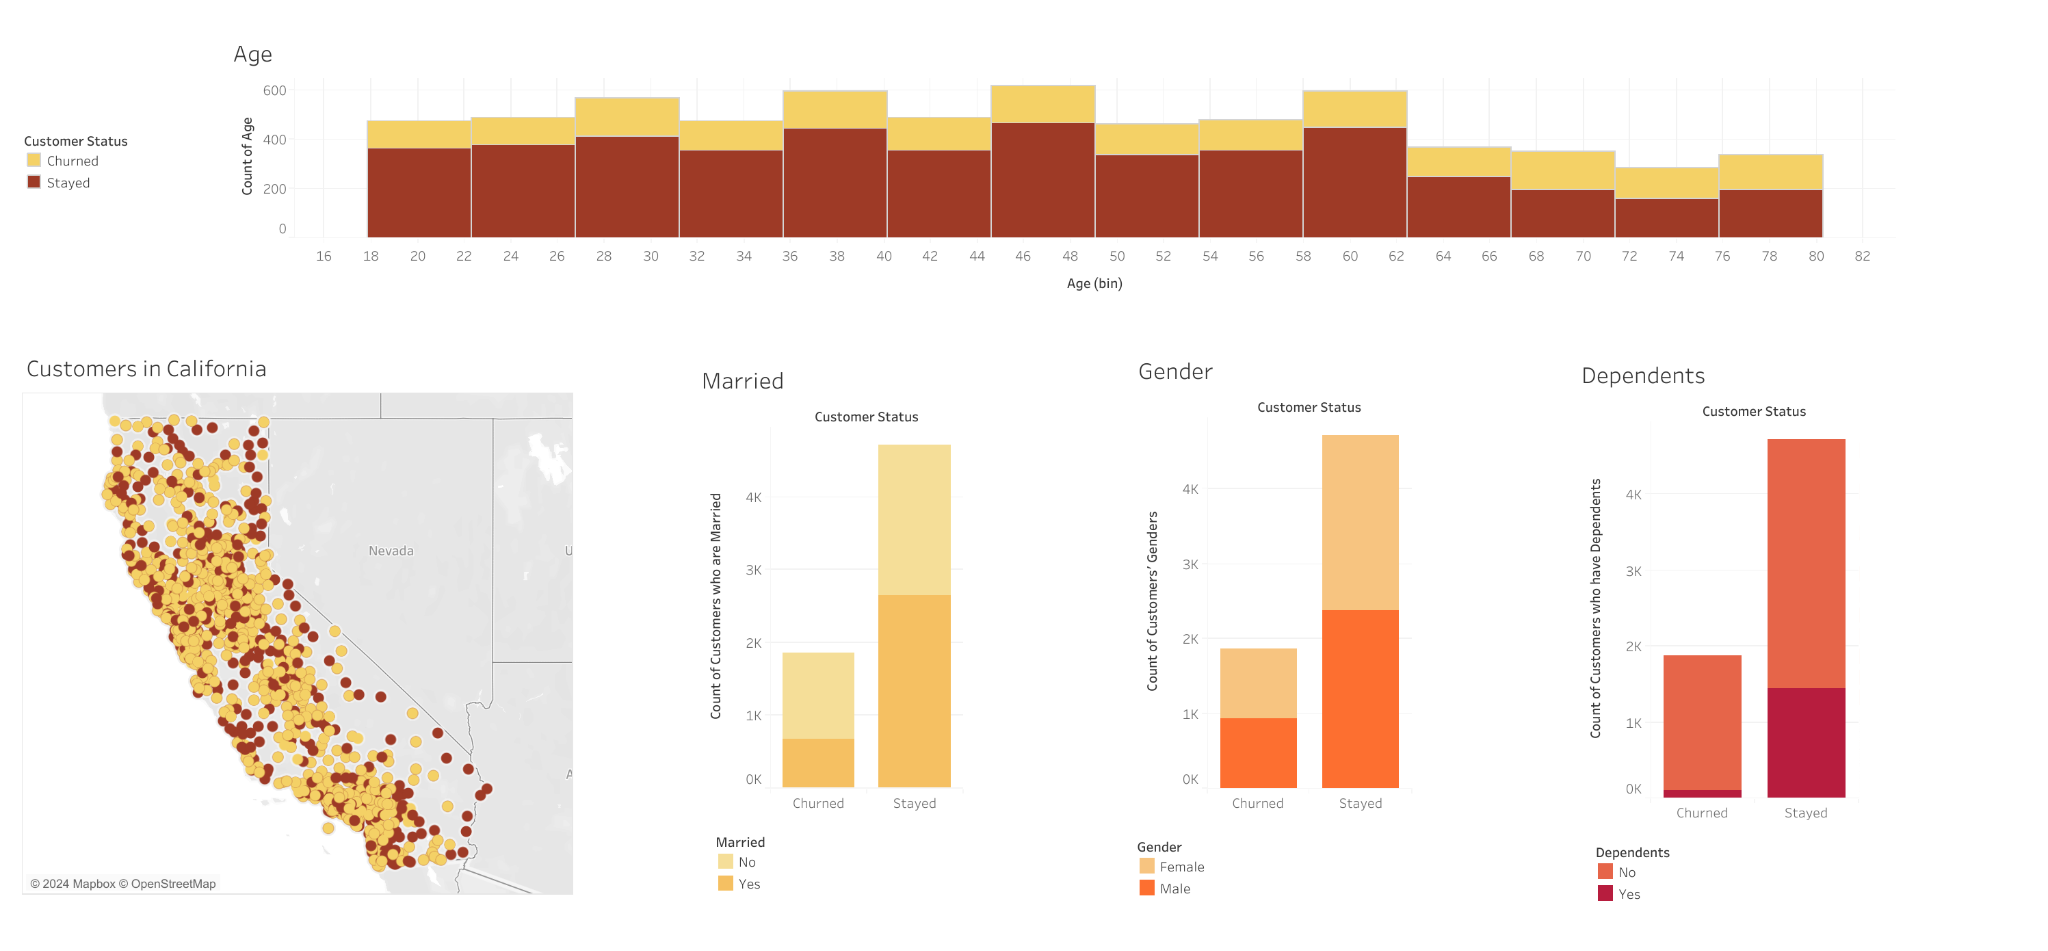 Age
Customer Status
Churned
Stayed
Count of Age
600
400
200
0
16 18 20 22 24 26 28 30 32 34 36 38 40 42 44 46 48 50 52 54 56 58 60 62 64 66 68 70 72 74 76 78 80 82
Age (bin)
Customers in California
Nevada
U
A
© 2024 Mapbox © OpenStreetMap
Married
Customer Status
Count of Customers who are Married
4K
3K
2K
1K
0K
Churned Stayed
Married
No
Yes
Gender
Customer Status
Count of Customers' Genders
4K
3K
2K
1K
0K
Churned Stayed
Gender
Female
Male
Dependents
Customer Status
Count of Customers who have Dependents
4K
3K
2K
1K
0K
Churned Stayed
Dependents
No
Yes